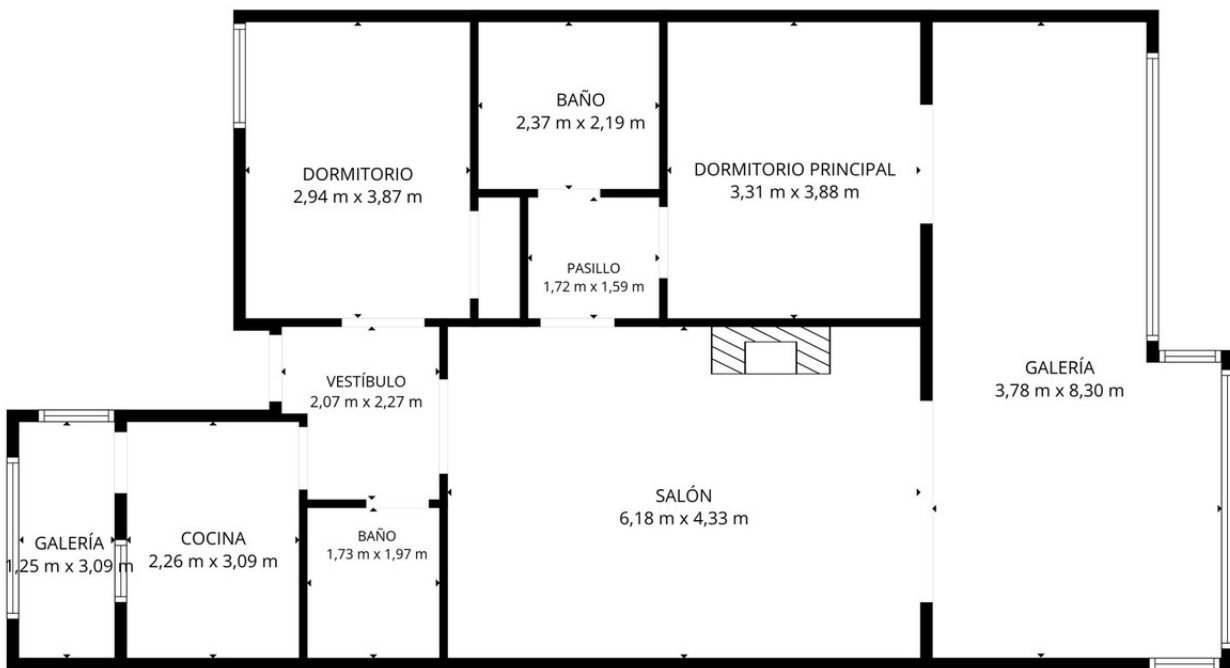 BAÑO
2,37 m x 2,19 m
DORMITORIO
2,94 m x 3,87 m
DORMITORIO PRINCIPAL
3,31 m x 3,88 m
PASILLO
1,72 m x 1,59 m
VESTÍBULO
2,07 m x 2,27 m
GALERÍA
3,78 m x 8,30 m
SALÓN
6,18 m x 4,33 m
GALERÍA
1,25 m x 3,09 m
COCINA
2,26 m x 3,09 m
BAÑO
1,73 m x 1,97 m